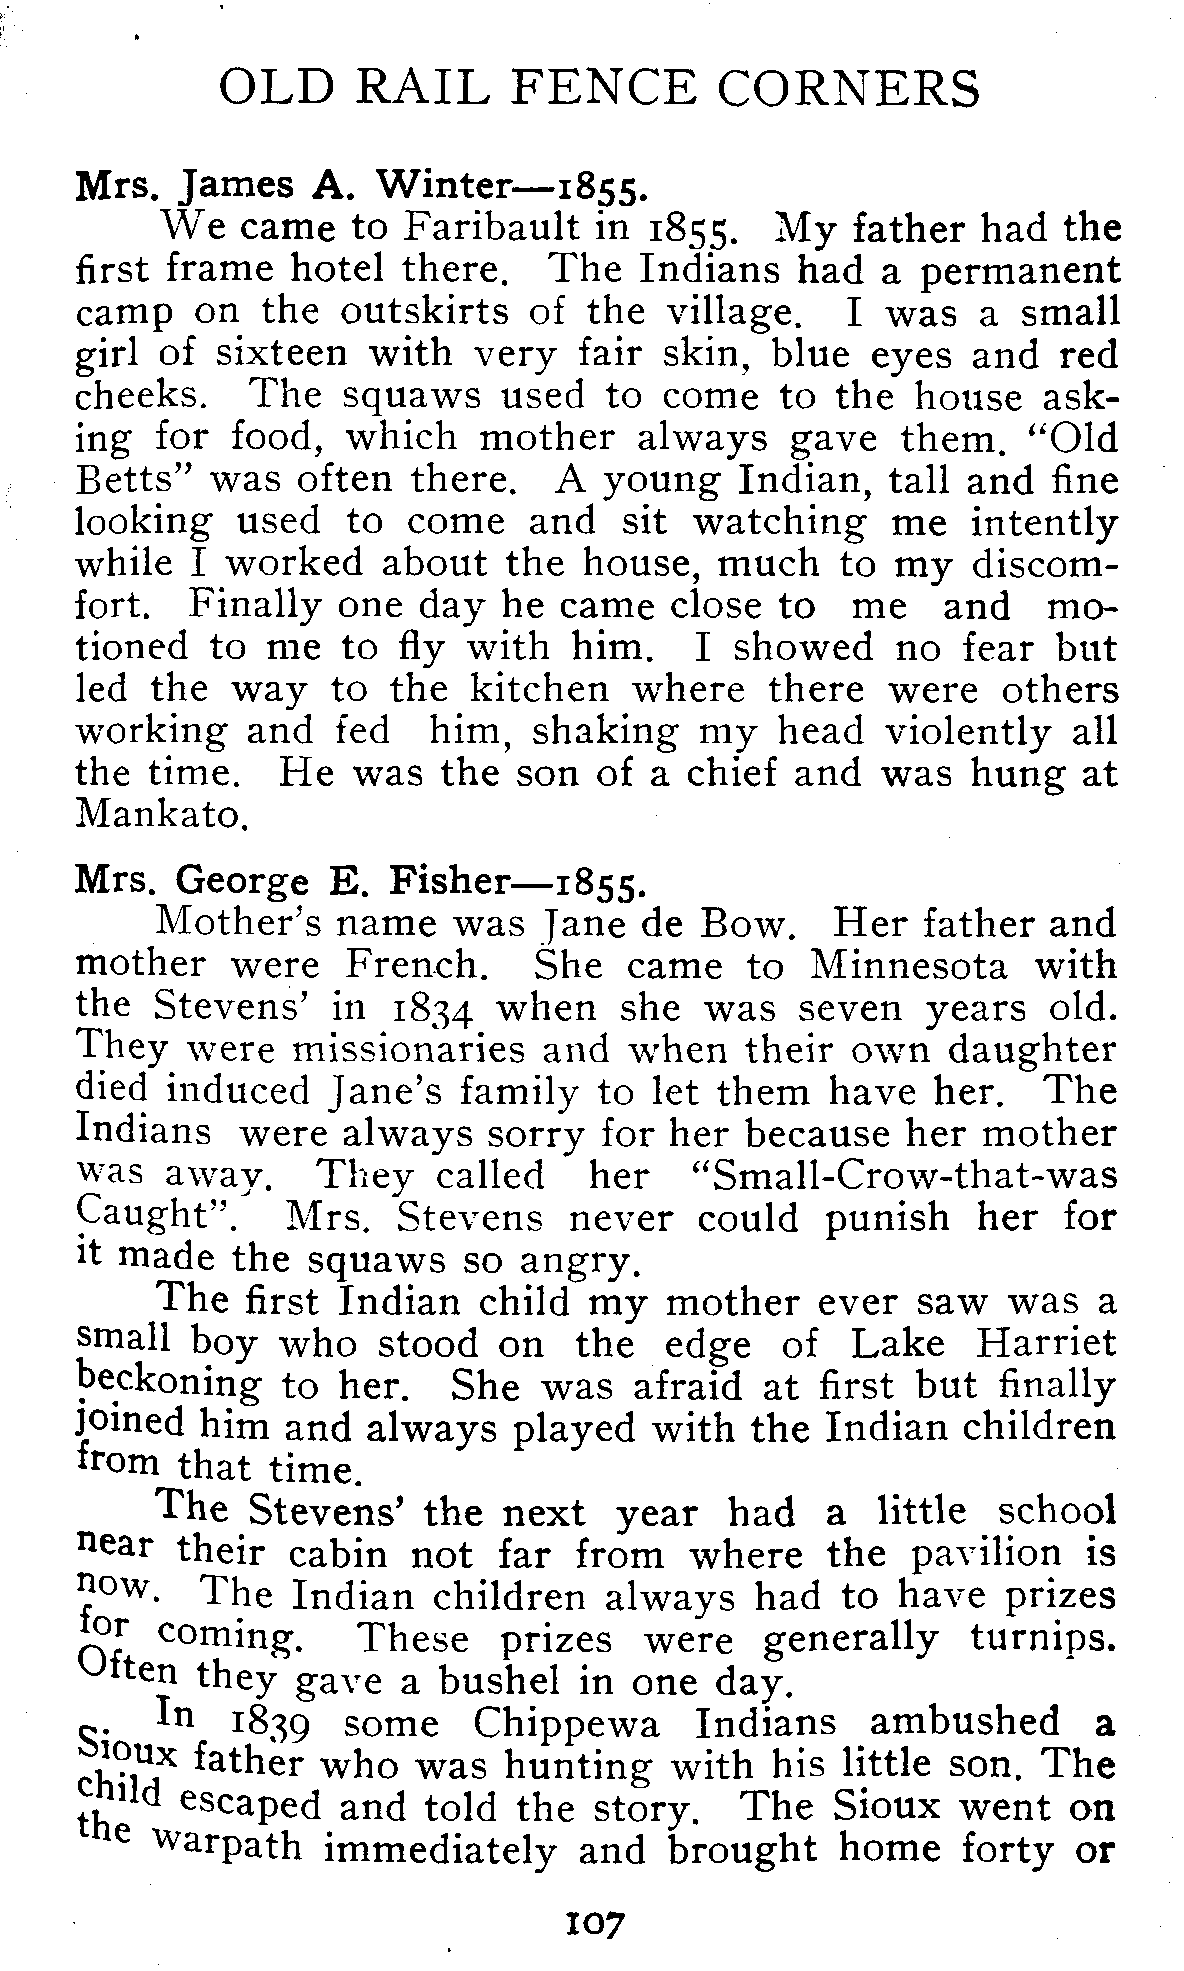 OLD RAIL FENCE CORNERS
Mrs. James A. Winter—1855.
We came to Faribault in 1855. My father had the
first frame hotel there. The Indians had a permanent
camp on the outskirts of the village. I was a small
girl of sixteen with very fair skin, blue eyes and red
cheeks. The squaws used to come to the house ask-
ing for food, which mother always gave them. “Old
Betts” was often there. A young Indian, tall and fine
looking used to come and sit watching me intently
while I worked about the house, much to my discom-
fort. Finally one day he came close to me and mo-
tioned to me to fly with him. I showed no fear but
led the way to the kitchen where there were others
working and fed him, shaking my head violently all
the time. He was the son of a chief and was hung at
Mankato.
Mrs. George E. Fisher—1855.
Mother’s name was Jane de Bow. Her father and
mother were French. She came to Minnesota with
the Stevens’ in 1834 when she was seven years old.
They were missionaries and when their own daughter
died induced Jane’s family to let them have her. The
Indians were always sorry for her because her mother
was away. They called her “Small-Crow-that-was
Caught”. Mrs. Stevens never could punish her for
it made the squaws so angry.
The first Indian child my mother ever saw was a
small boy who stood on the edge of Lake Harriet
beckoning to her. She was afraid at first but finally
joined him and always played with the Indian children
from that time.
The Stevens’ the next year had a little school
near their cabin not far from where the pavilion is
now. The Indian children always had to have prizes
for coming. These prizes were generally turnips.
Often they gave a bushel in one day.
In 1839 some Chippewa Indians ambushed a
Sioux father who was hunting with his little son. The
child escaped and told the story. The Sioux went on
the warpath immediately and brought home forty or
107